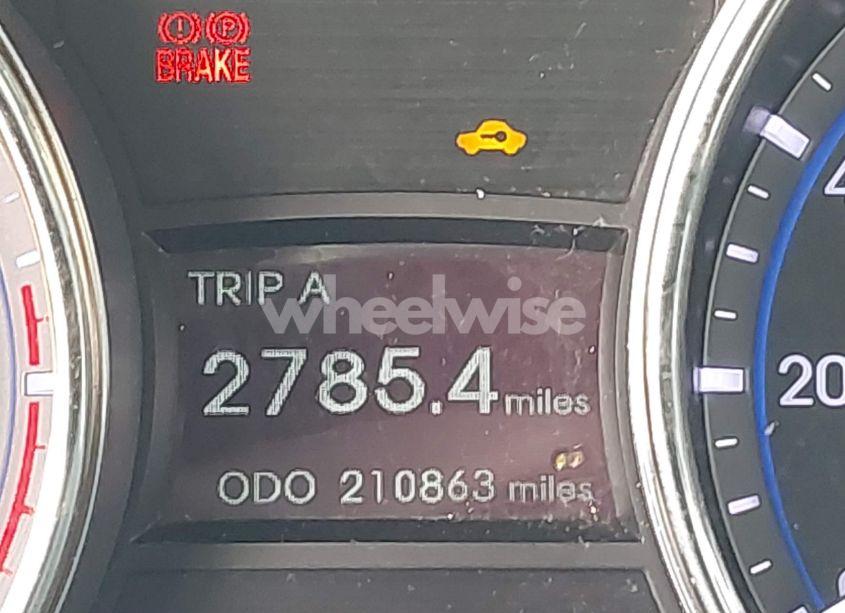 (!) (P)
BRAKE
TRIP A
wheelwise
2785.4 miles
20
ODO 210863 miles